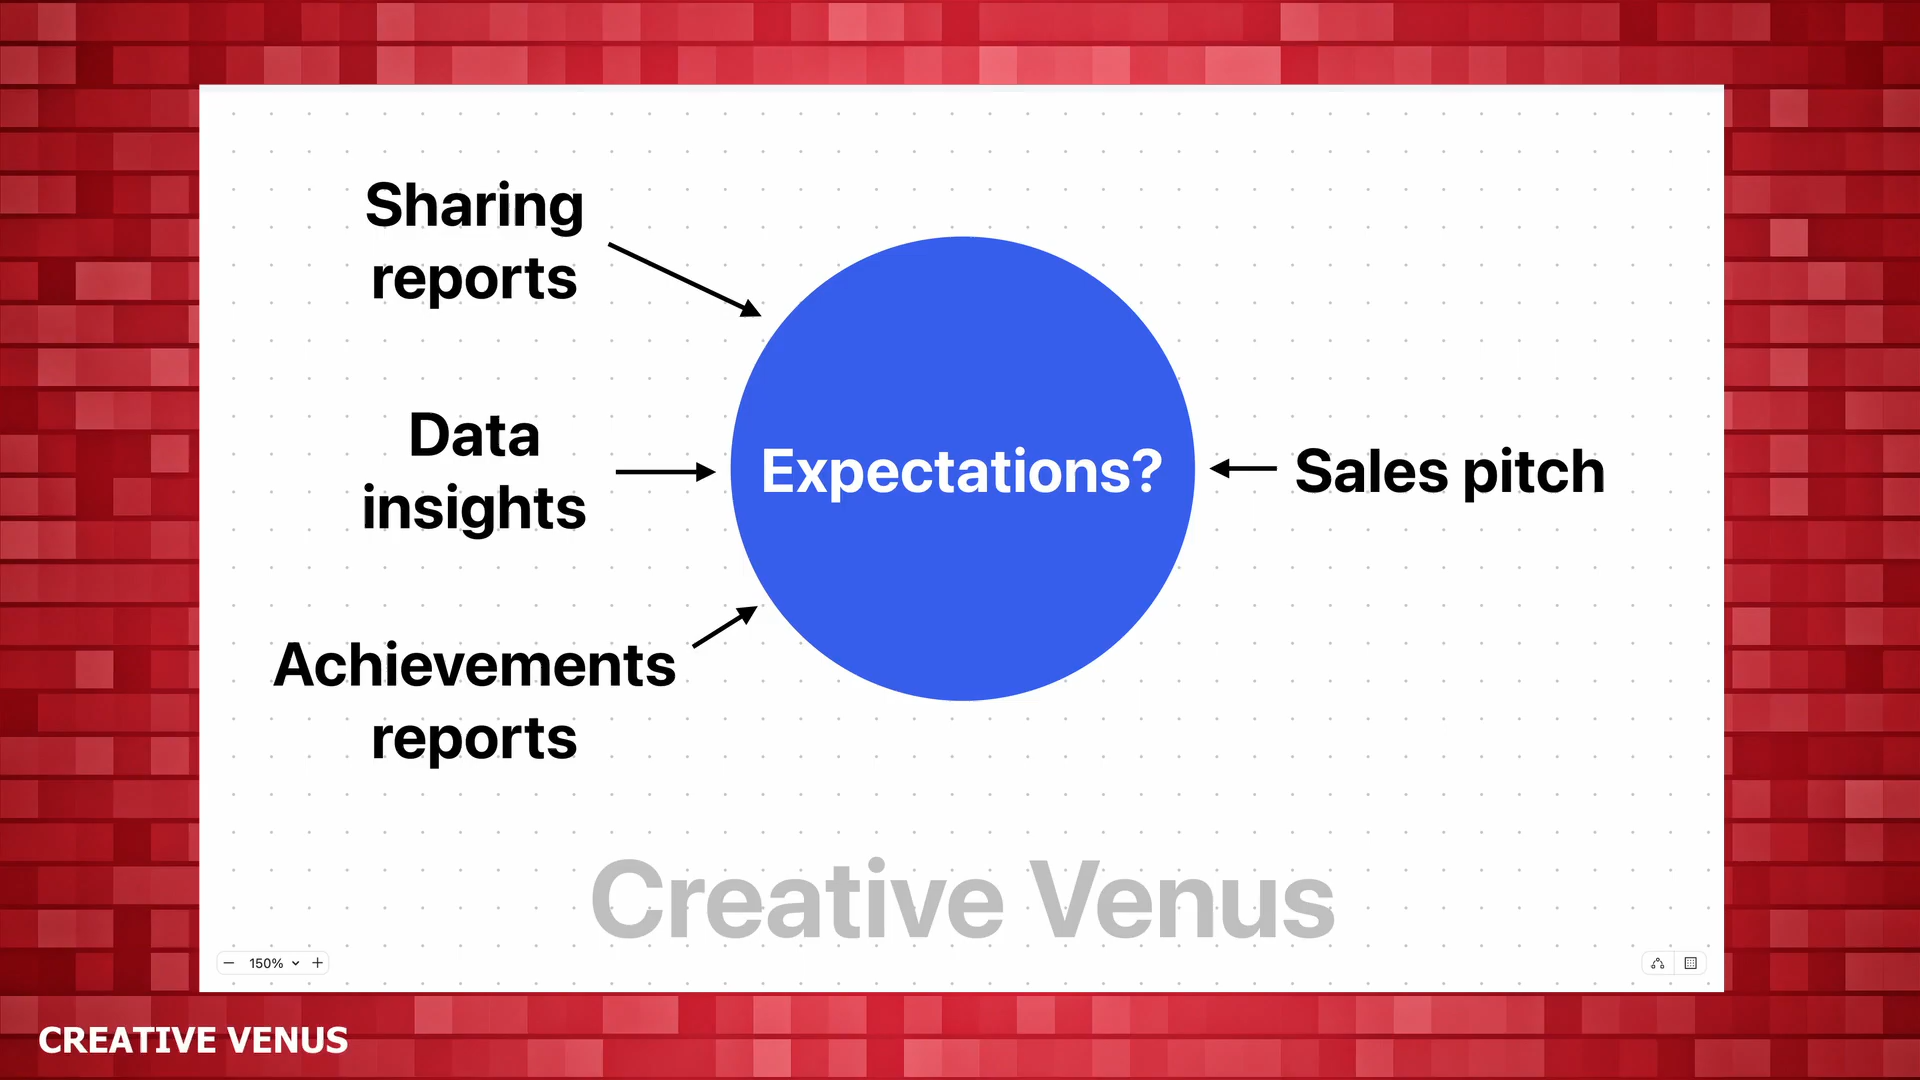 Sharing
reports
Data
insights
Expectations?
Sales pitch
Achievements
reports
Creative Venus
150%
CREATIVE VENUS